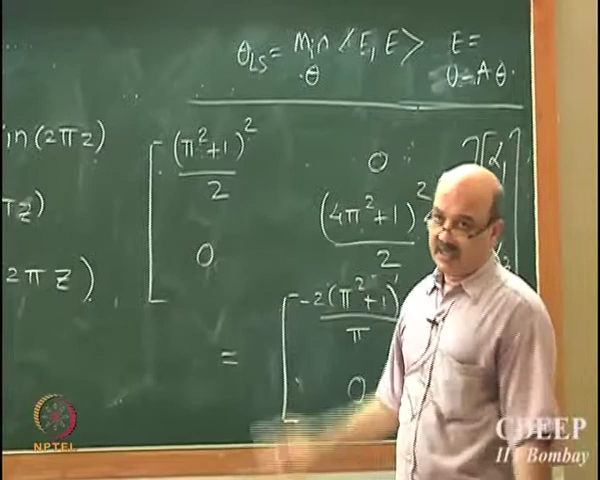 θ_LS = Min <E, E> E =
θ U - A θ
in (2πz)
πz)
2πz)
[ (π²+1)² / 2 0 ] [ α₁
0 (4π²+1)² / 2
= [ -2(π²+1) / π
0
NPTEL
CDEEP
IIT Bombay